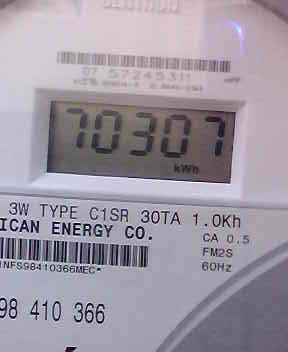 07 57245311
70307
kWh
3W TYPE C1SR 30TA 1.0Kh
ICAN ENERGY CO.
CA 0.5
FM2S
60Hz
1NFS98410366MEC*
98 410 366